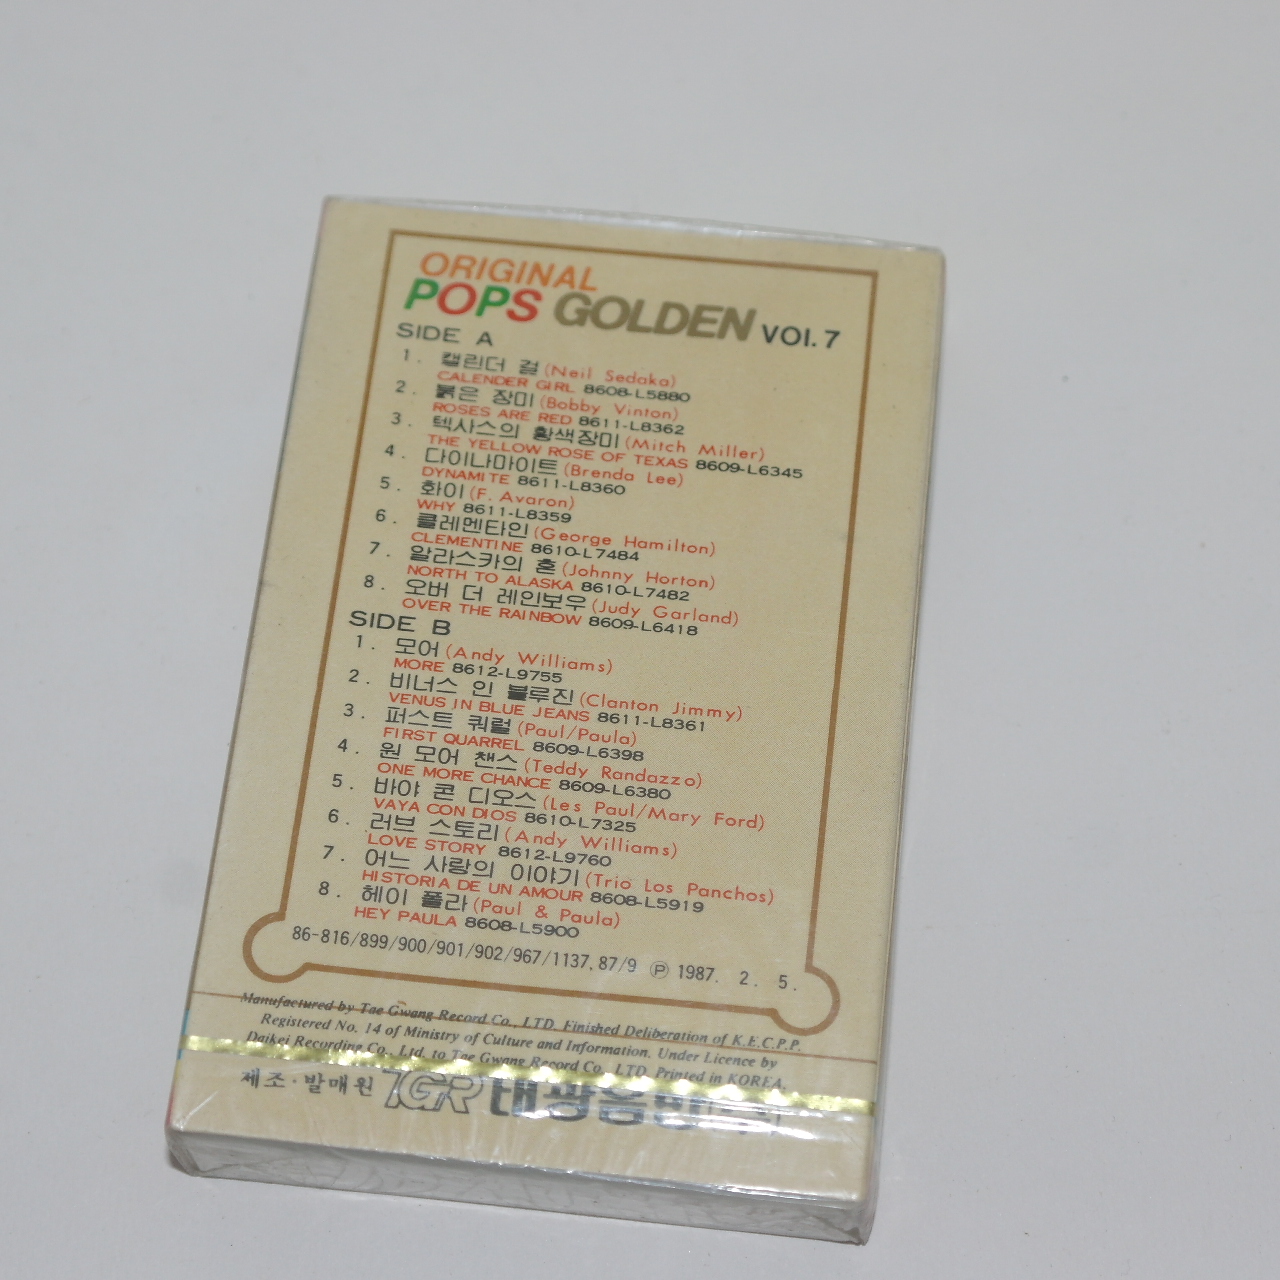 ORIGINAL
POPS GOLDEN VOl. 7
SIDE A
1. 캘린더 걸 (Neil Sedaka)
CALENDER GIRL 8608-L5880
2. 붉은 장미 (Bobby Vinton)
ROSES ARE RED 8611-L8362
3. 텍사스의 황색장미 (Mitch Miller)
THE YELLOW ROSE OF TEXAS 8609-L6345
4. 다이나마이트 (Brenda Lee)
DYNAMITE 8611-L8360
5. 화이 (F. Avaron)
WHY 8611-L8359
6. 클레멘타인 (George Hamilton)
CLEMENTINE 8610-L7484
7. 알라스카의 혼 (Johnny Horton)
NORTH TO ALASKA 8610-L7482
8. 오버 더 레인보우 (Judy Garland)
OVER THE RAINBOW 8609-L6418
SIDE B
1. 모어 (Andy Williams)
MORE 8612-L9755
2. 비너스 인 블루진 (Clanton Jimmy)
VENUS IN BLUE JEANS 8611-L8361
3. 퍼스트 쿼럴 (Paul/Paula)
FIRST QUARREL 8609-L6398
4. 원 모어 챈스 (Teddy Randazzo)
ONE MORE CHANCE 8609-L6380
5. 바야 콘 디오스 (Les Paul/Mary Ford)
VAYA CON DIOS 8610-L7325
6. 러브 스토리 (Andy Williams)
LOVE STORY 8612-L9760
7. 어느 사랑의 이야기 (Trio Los Panchos)
HISTORIA DE UN AMOUR 8608-L5919
8. 헤이 폴라 (Paul & Paula)
HEY PAULA 8608-L5900
86-816/899/900/901/902/967/1137. 87/9 Ⓟ 1987. 2. 5.
Manufactured by Tae Gwang Record Co., LTD. Finished Deliberation of K.E.C.P.P.
Registered No. 14 of Ministry of Culture and Information. Under Licence by
Daikei Recording Co., Ltd. to Tae Gwang Record Co., LTD. Printed in KOREA.
제조·발매원 TGR 태광음반